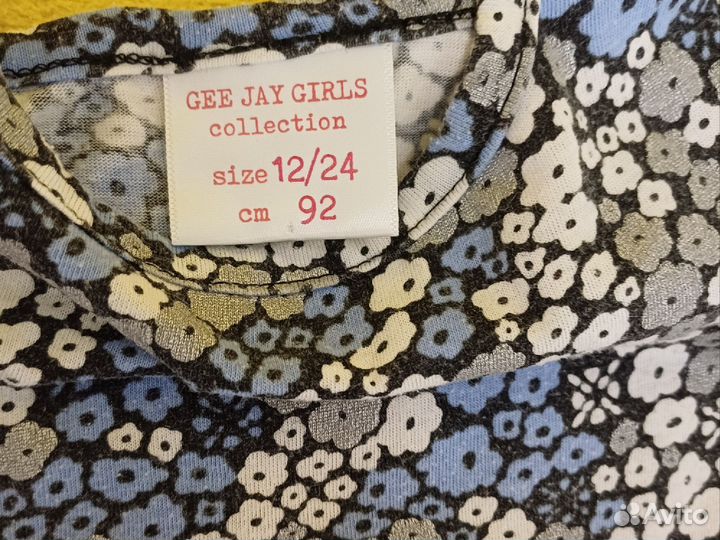 GEE JAY GIRLS
collection
size 12/24
cm 92
Avito